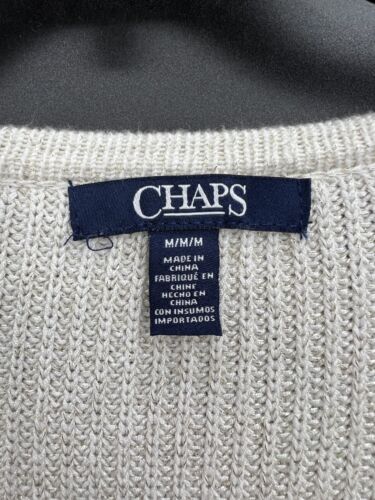 CHAPS
M/M/M
MADE IN
CHINA
FABRIQUÉ EN
CHINE
HECHO EN
CHINA
CON INSUMOS
IMPORTADOS